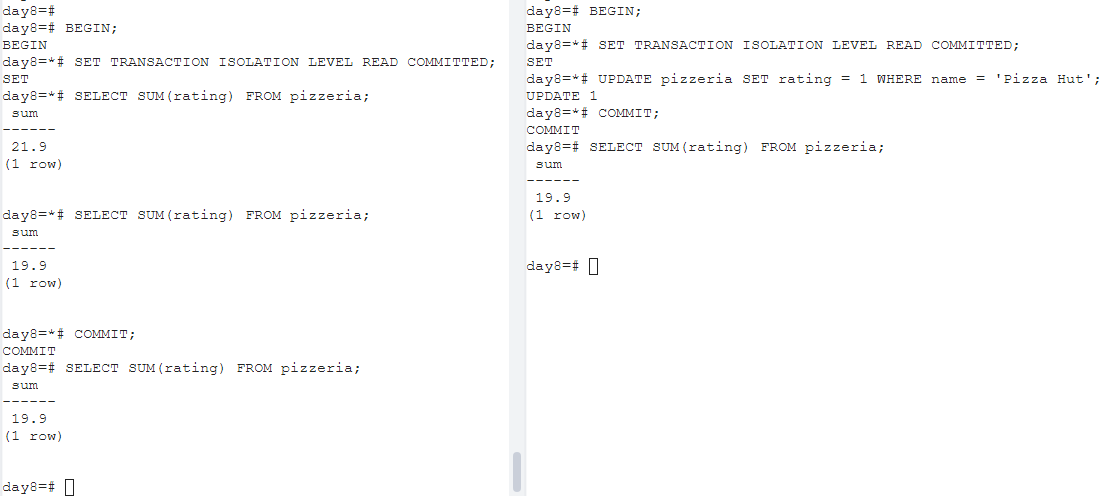 day8=#
day8=# BEGIN;
BEGIN
day8=*# SET TRANSACTION ISOLATION LEVEL READ COMMITTED;
SET
day8=*# SELECT SUM(rating) FROM pizzeria;
 sum
------
 21.9
(1 row)

day8=*# SELECT SUM(rating) FROM pizzeria;
 sum
------
 19.9
(1 row)

day8=*# COMMIT;
COMMIT
day8=# SELECT SUM(rating) FROM pizzeria;
 sum
------
 19.9
(1 row)

day8=#
day8=# BEGIN;
BEGIN
day8=*# SET TRANSACTION ISOLATION LEVEL READ COMMITTED;
SET
day8=*# UPDATE pizzeria SET rating = 1 WHERE name = 'Pizza Hut';
UPDATE 1
day8=*# COMMIT;
COMMIT
day8=# SELECT SUM(rating) FROM pizzeria;
 sum
------
 19.9
(1 row)

day8=#